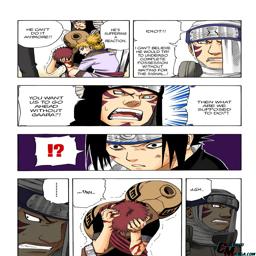 IDIOT!!
I CAN'T BELIEVE
HE WOULD TRY
TO UNDERGO
COMPLETE
POSSESSION
WITHOUT
WAITING FOR
THE SIGNAL...!
HE'S
SUFFERING
A
REACTION.
HE CAN'T
DO IT
ANYMORE!!
THEN WHAT
ARE WE
SUPPOSED
TO DO?!
YOU WANT
US TO GO
AHEAD
WITHOUT
GAARA?!
!?